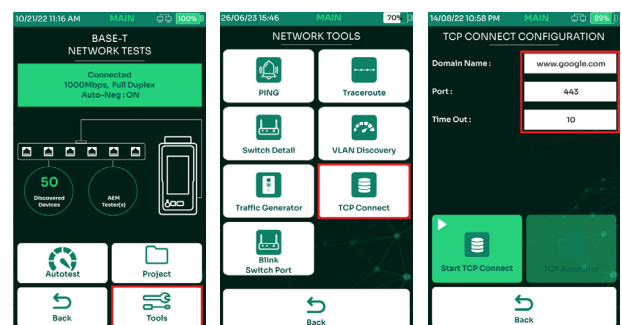 10/21/22 11:16 AM MAIN 100%
BASE-T
NETWORK TESTS
Connected
1000Mbps, Full Duplex
Auto-Neg : ON
50
Discovered
Devices
AEM
Tester(s)
Autotest
Project
Back
Tools
26/06/23 15:46 MAIN 70%
NETWORK TOOLS
PING
Traceroute
Switch Detail
VLAN Discovery
Traffic Generator
TCP Connect
Blink
Switch Port
Back
14/08/22 10:58 PM MAIN 89%
TCP CONNECT CONFIGURATION
Domain Name : www.google.com
Port : 443
Time Out : 10
Start TCP Connect
Back